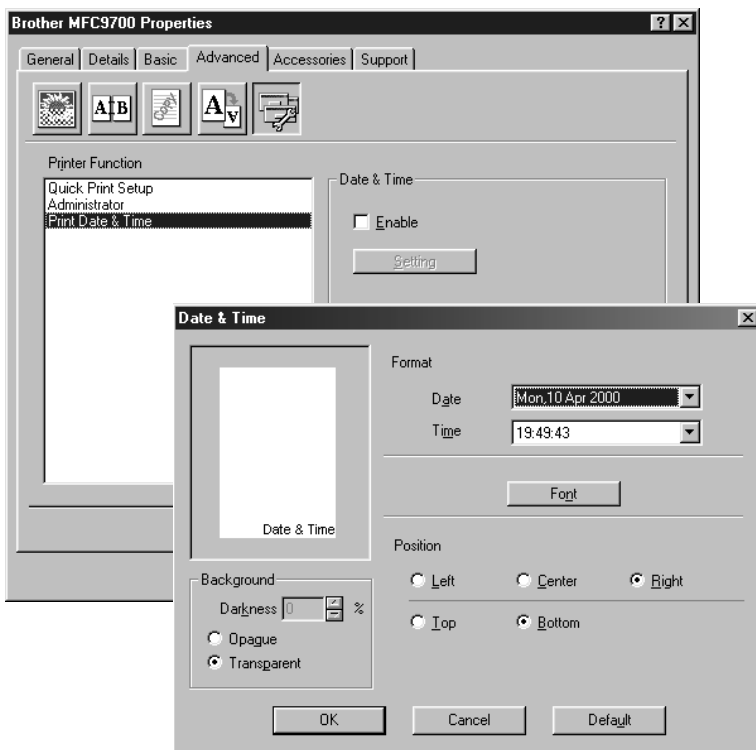 Brother MFC9700 Properties
General Details Basic Advanced Accessories Support
A B
Copy
A A
Printer Function
Quick Print Setup
Administrator
Print Date & Time
Date & Time
Enable
Setting
Date & Time
Date & Time
Format
Date Mon,10 Apr 2000
Time 19:49:43
Font
Position
Left Center Right
Top Bottom
Background
Darkness 0 %
Opague
Transparent
OK Cancel Default